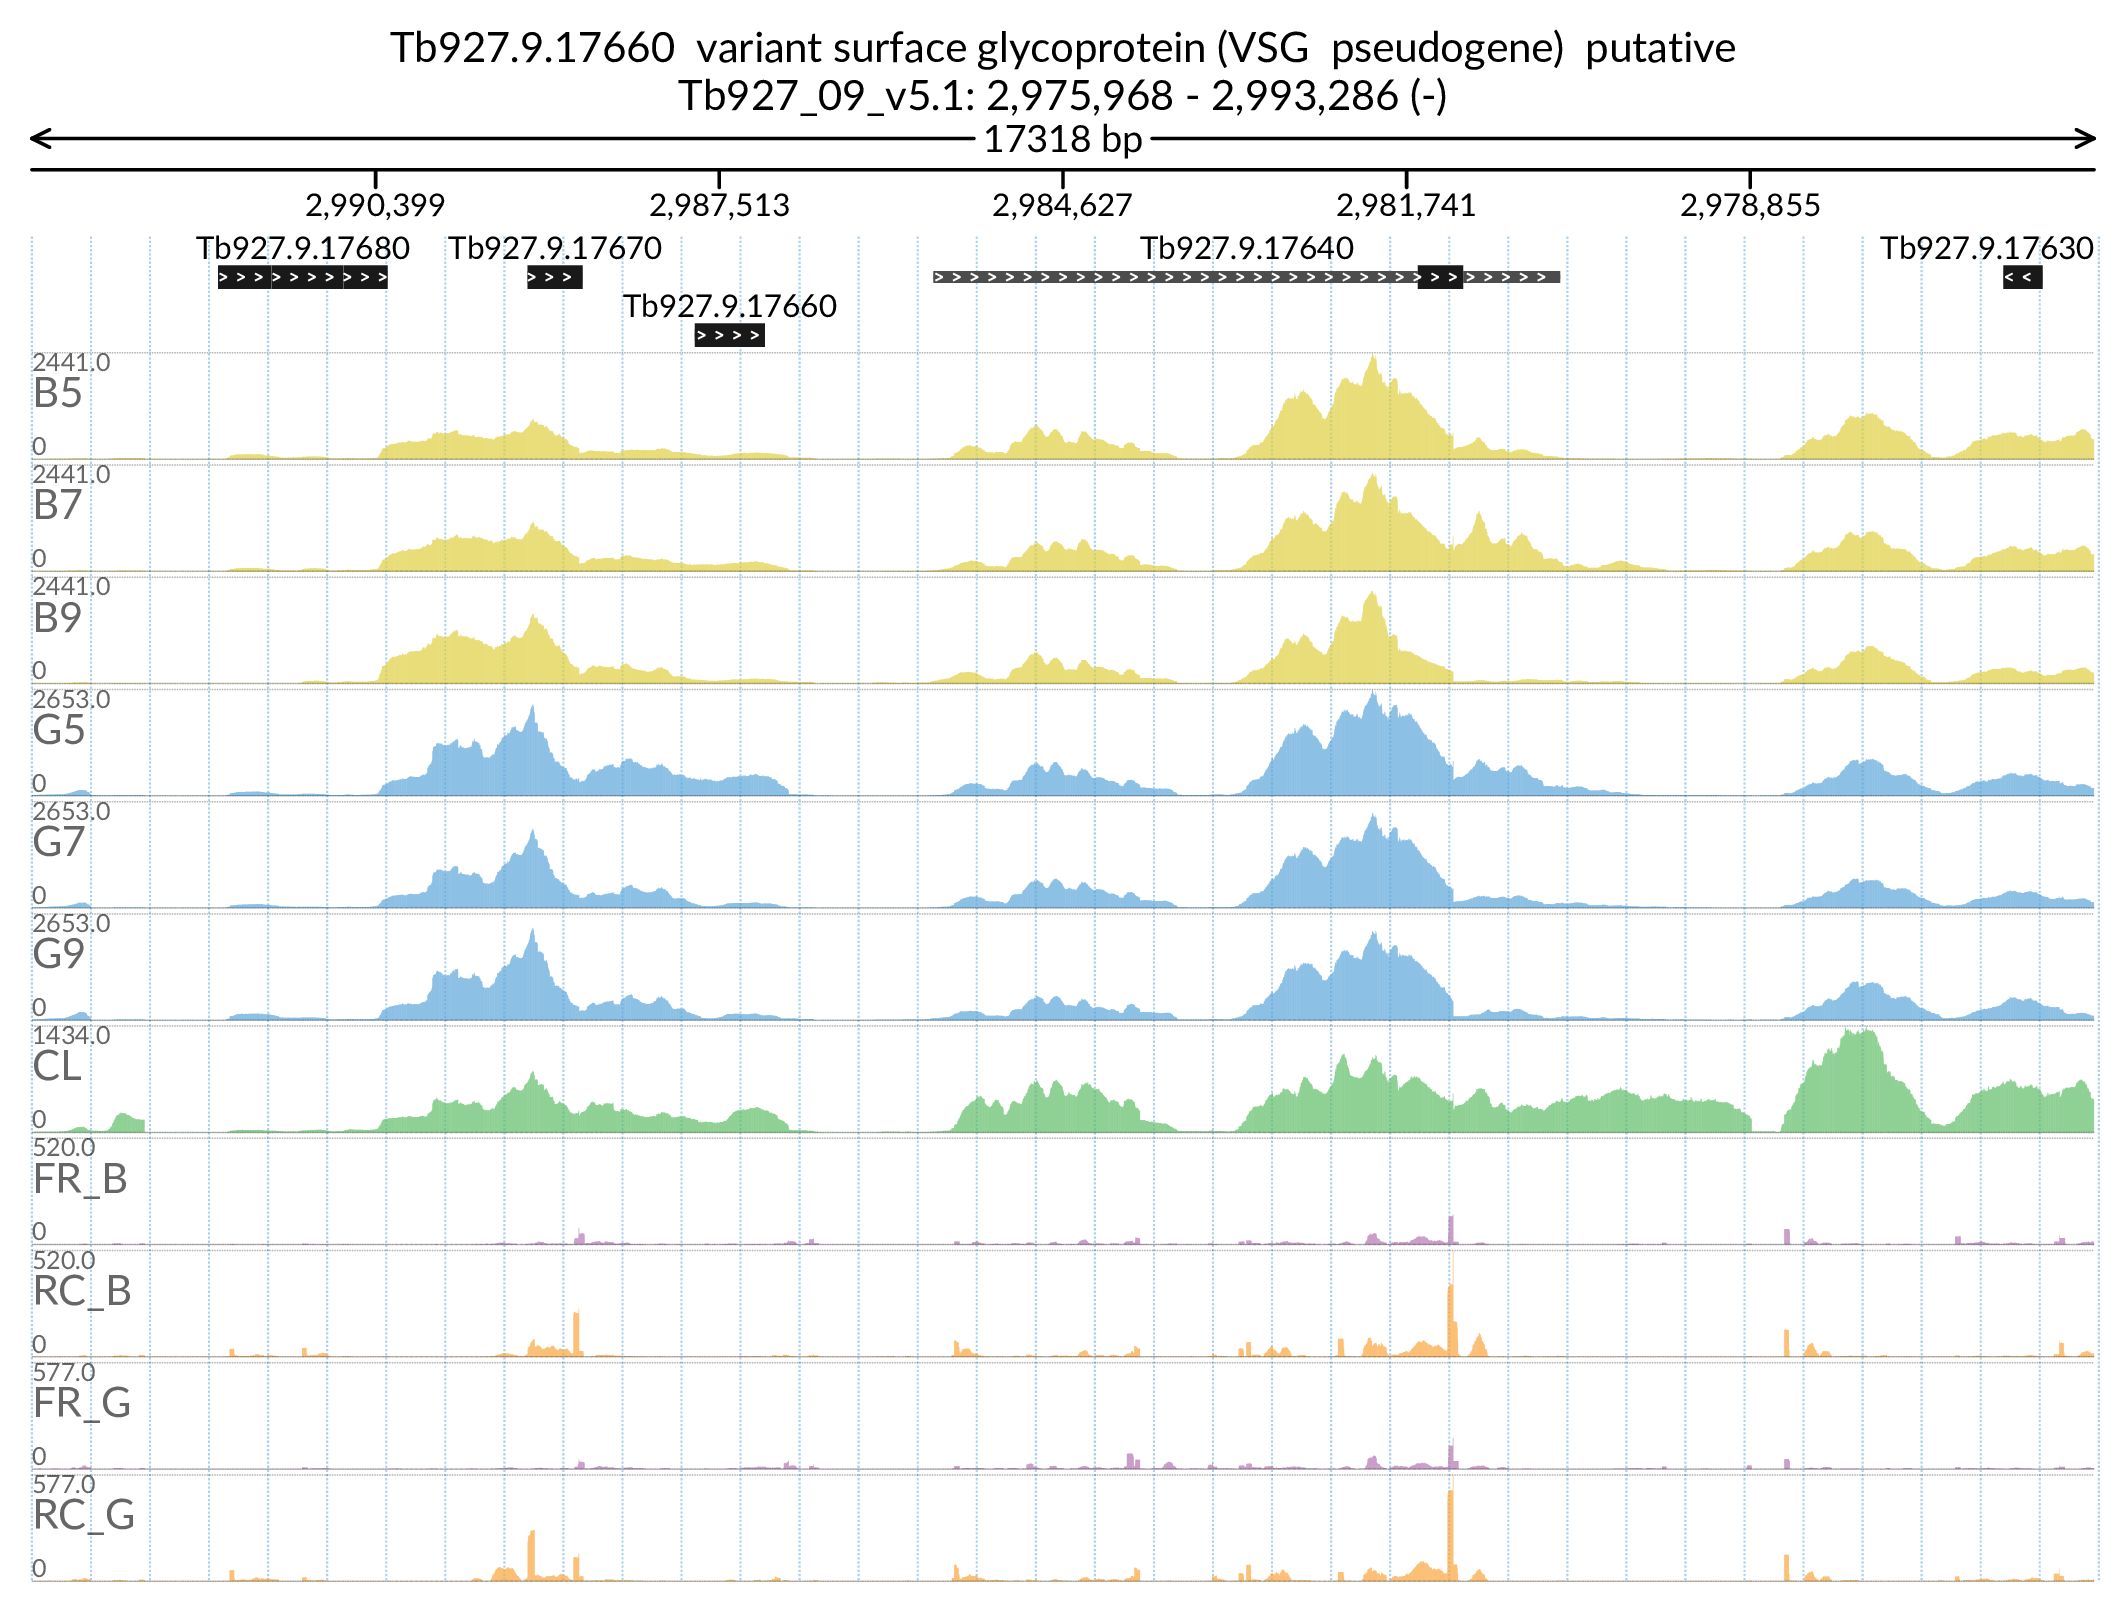 Tb927.9.17660  variant surface glycoprotein (VSG  pseudogene)  putative
Tb927_09_v5.1: 2,975,968 - 2,993,286 (-)
17318 bp
2,990,399 2,987,513 2,984,627 2,981,741 2,978,855
Tb927.9.17680 Tb927.9.17670 Tb927.9.17640 Tb927.9.17630
Tb927.9.17660
2441.0
B5
0
2441.0
B7
0
2441.0
B9
0
2653.0
G5
0
2653.0
G7
0
2653.0
G9
0
1434.0
CL
0
520.0
FR_B
0
520.0
RC_B
0
577.0
FR_G
0
577.0
RC_G
0